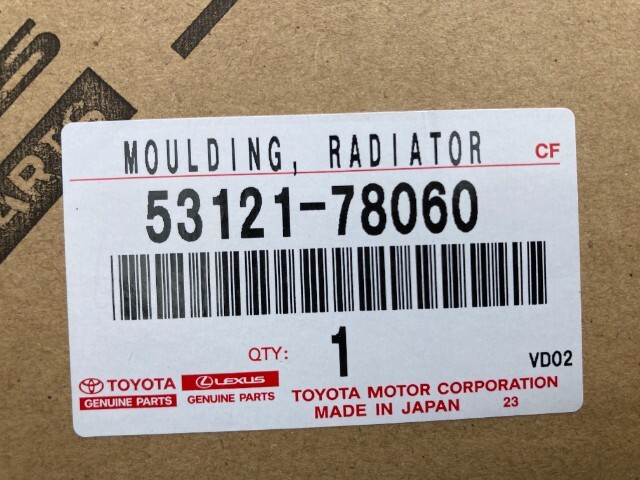 PARTS
MOULDING, RADIATOR CF
53121-78060
QTY: 1
VD02
TOYOTA LEXUS
GENUINE PARTS GENUINE PARTS
TOYOTA MOTOR CORPORATION
MADE IN JAPAN 23